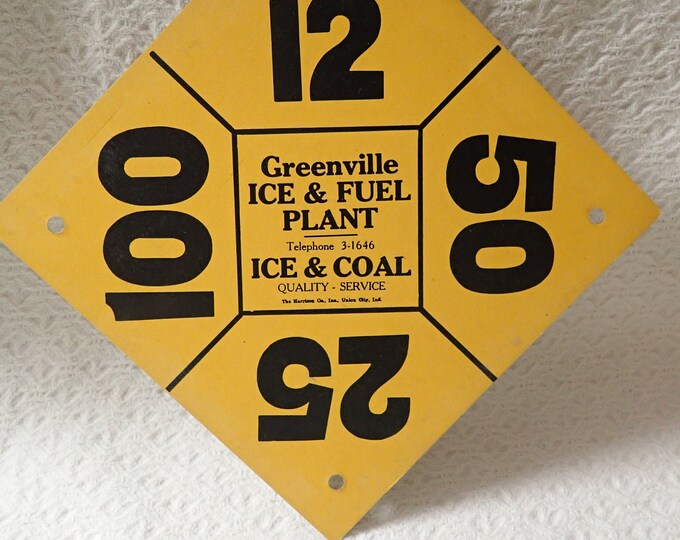 12
100
50
Greenville
ICE & FUEL
PLANT
Telephone 3-1646
ICE & COAL
QUALITY - SERVICE
The Harrison Co., Inc., Union City, Ind.
25